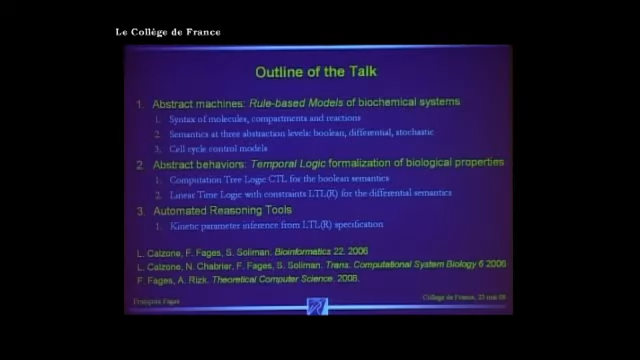 Le Collège de France
Outline of the Talk
1. Abstract machines: Rule-based Models of biochemical systems
1. Syntax of molecules, compartments and reactions
2. Semantics at three abstraction levels: boolean, differential, stochastic
3. Cell cycle control models
2. Abstract behaviors: Temporal Logic formalization of biological properties
1. Computation Tree Logic CTL for the boolean semantics
2. Linear Time Logic with constraints LTL(R) for the differential semantics
3. Automated Reasoning Tools
1. Kinetic parameter inference from LTL(R) specification
L. Calzone, F. Fages, S. Soliman. Bioinformatics 22. 2006
L. Calzone, N. Chabrier, F. Fages, S. Soliman. Trans. Computational System Biology 6 2006
F. Fages, A. Rizk. Theoretical Computer Science. 2008.
François Fages
Collège de France, 23 mai 08